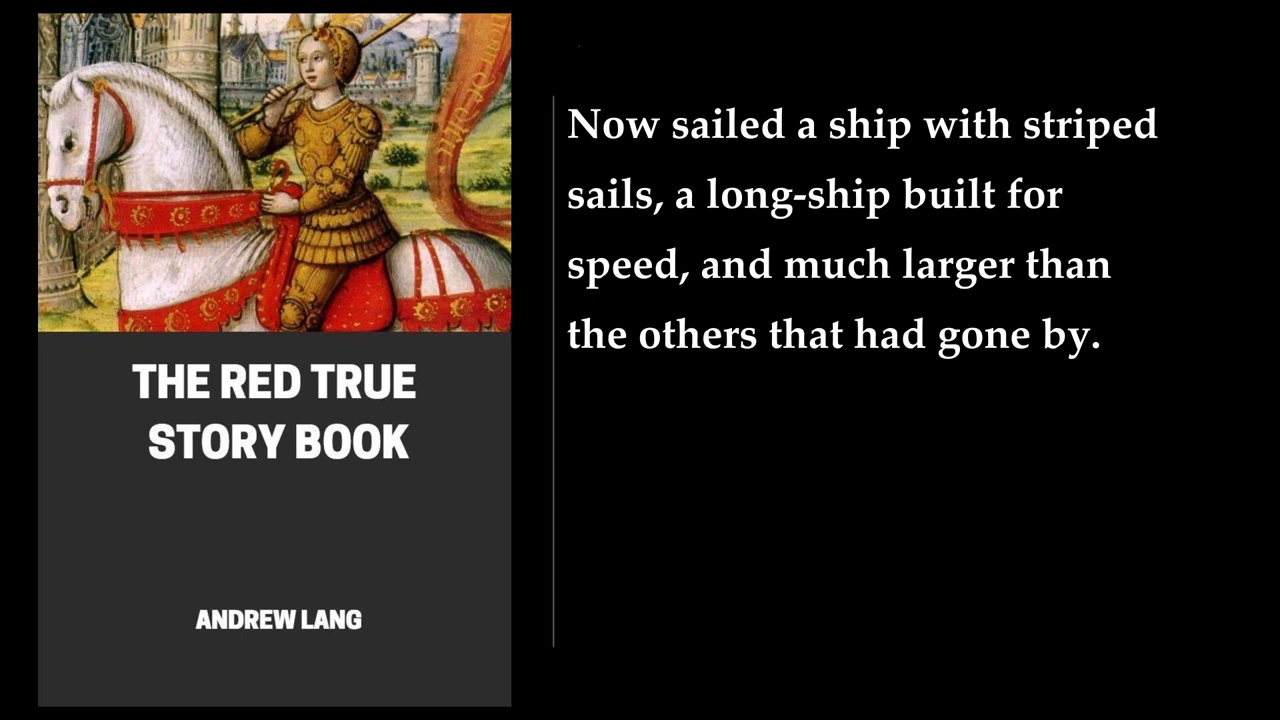 THE RED TRUE
STORY BOOK
ANDREW LANG
Now sailed a ship with striped
sails, a long-ship built for
speed, and much larger than
the others that had gone by.